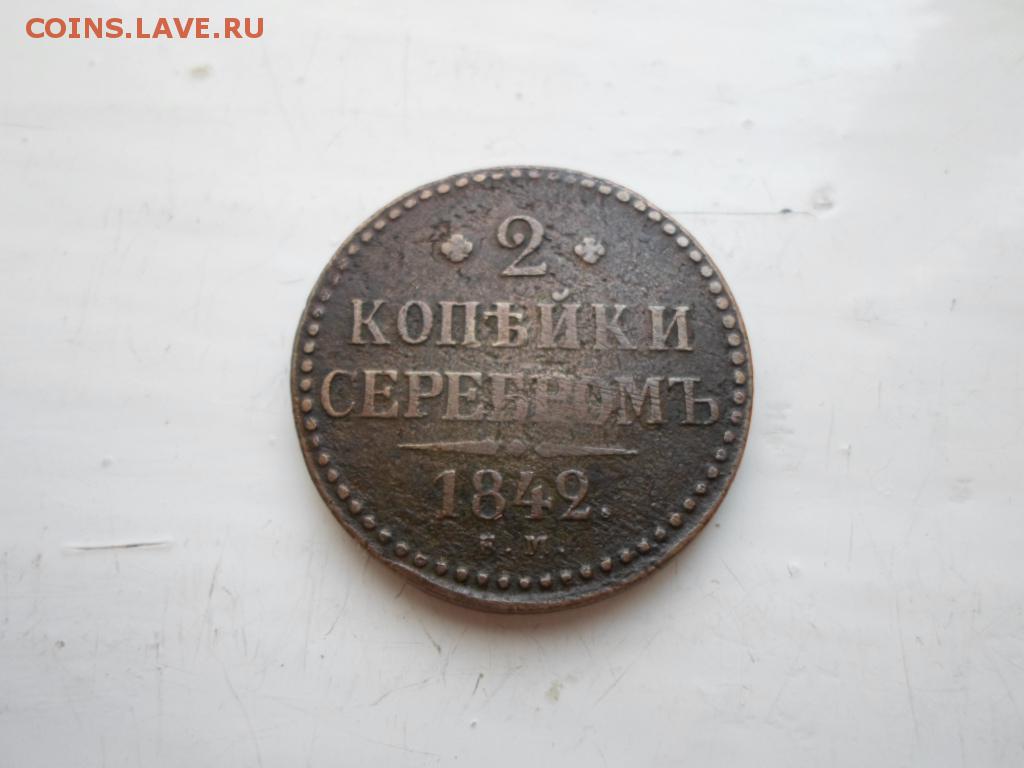 COINS.LAVE.RU
2
КОПѢЙКИ
СЕРЕБРОМЪ
1842.
Е.М.